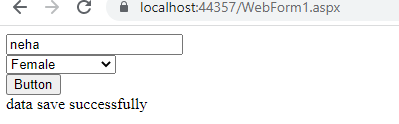 localhost:44357/WebForm1.aspx
neha
Female
Button
data save successfully